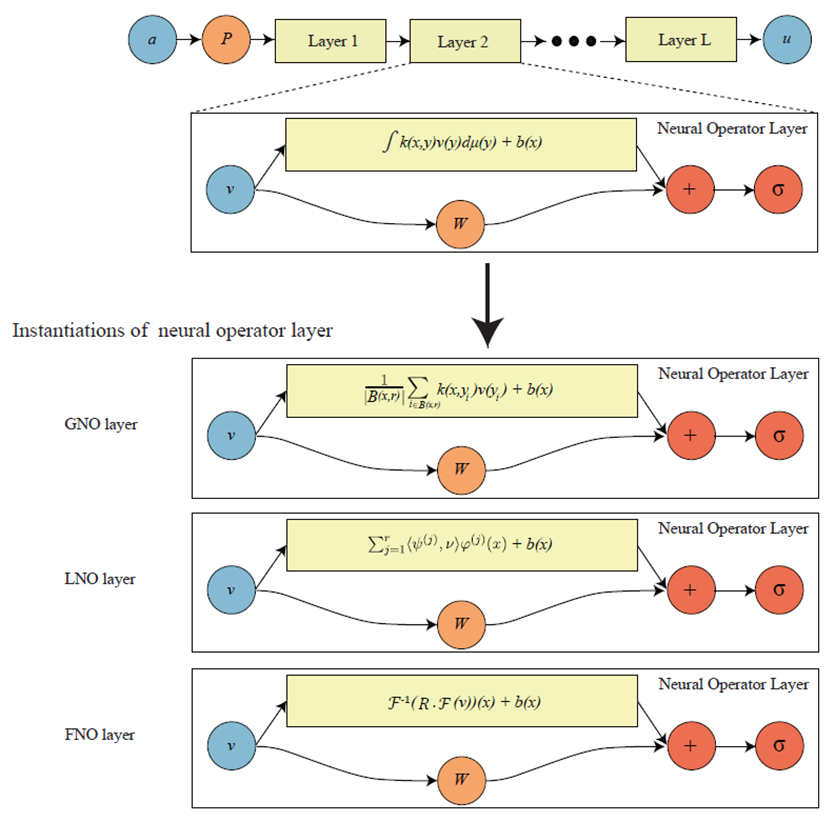 a P Layer 1 Layer 2 Layer L u
Neural Operator Layer
∫ k(x,y)v(y)dμ(y) + b(x)
v + σ
W
Instantiations of neural operator layer
Neural Operator Layer
1/|B(x,r)| ∑_{i∈B(x,r)} k(x,y_i)v(y_i) + b(x)
GNO layer
v + σ
W
Neural Operator Layer
∑_{j=1}^{r}⟨ψ^{(j)}, ν⟩φ^{(j)}(x) + b(x)
LNO layer
v + σ
W
Neural Operator Layer
ℱ^{-1}(R · ℱ(v))(x) + b(x)
FNO layer
v + σ
W